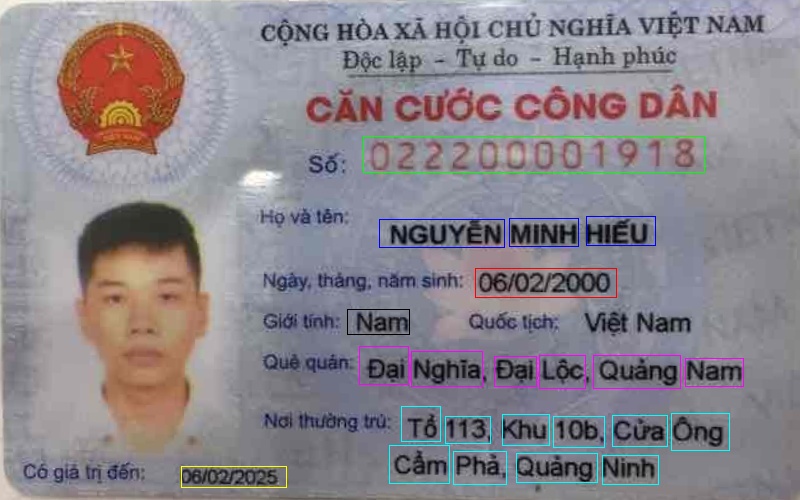 CỘNG HÒA XÃ HỘI CHỦ NGHĨA VIỆT NAM
Độc lập - Tự do - Hạnh phúc
CĂN CƯỚC CÔNG DÂN
Số: 022200001918
Họ và tên: NGUYỄN MINH HIẾU
Ngày, tháng, năm sinh: 06/02/2000
Giới tính: Nam Quốc tịch: Việt Nam
Quê quán: Đại Nghĩa, Đại Lộc, Quảng Nam
Nơi thường trú: Tổ 113, Khu 10b, Cửa Ông
Cẩm Phả, Quảng Ninh
Có giá trị đến: 06/02/2025